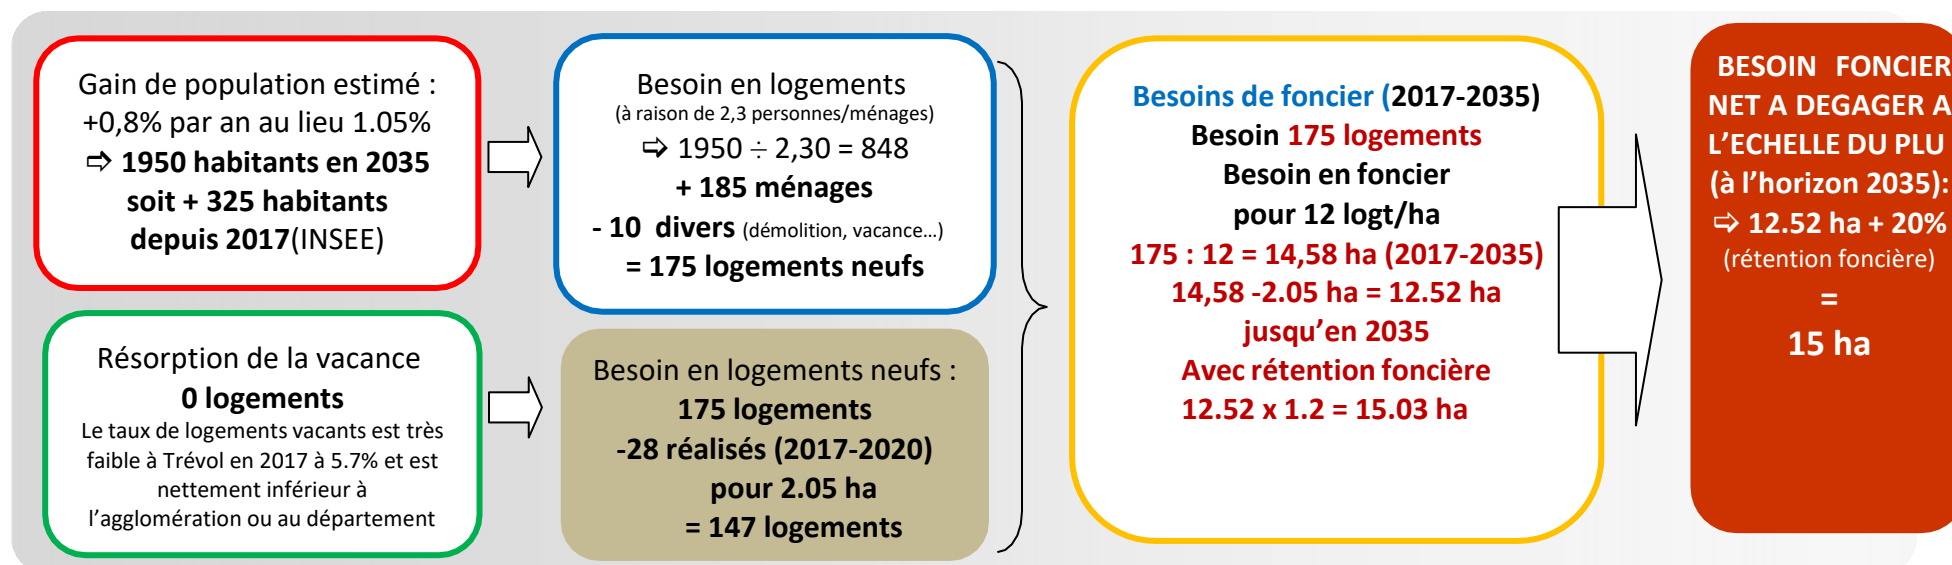 Gain de population estimé :
+0,8% par an au lieu 1.05%
⇨ 1950 habitants en 2035
soit + 325 habitants
depuis 2017(INSEE)
Résorption de la vacance
0 logements
Le taux de logements vacants est très
faible à Trévol en 2017 à 5.7% et est
nettement inférieur à
l’agglomération ou au département
Besoin en logements
(à raison de 2,3 personnes/ménages)
⇨ 1950 ÷ 2,30 = 848
+ 185 ménages
- 10 divers (démolition, vacance…)
= 175 logements neufs
Besoin en logements neufs :
175 logements
-28 réalisés (2017-2020)
pour 2.05 ha
= 147 logements
Besoins de foncier (2017-2035)
Besoin 175 logements
Besoin en foncier
pour 12 logt/ha
175 : 12 = 14,58 ha (2017-2035)
14,58 -2.05 ha = 12.52 ha
jusqu’en 2035
Avec rétention foncière
12.52 x 1.2 = 15.03 ha
BESOIN FONCIER
NET A DEGAGER A
L’ECHELLE DU PLU
(à l’horizon 2035):
⇨ 12.52 ha + 20%
(rétention foncière)
=
15 ha